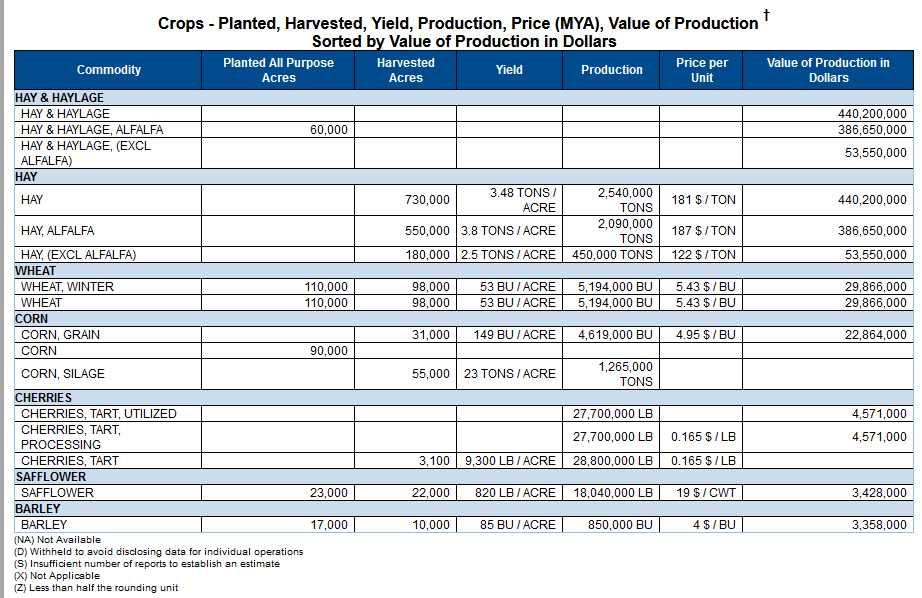 Crops - Planted, Harvested, Yield, Production, Price (MYA), Value of Production †
Sorted by Value of Production in Dollars
Commodity Planted All Purpose Acres Harvested Acres Yield Production Price per Unit Value of Production in Dollars
HAY & HAYLAGE
HAY & HAYLAGE 440,200,000
HAY & HAYLAGE, ALFALFA 60,000 386,650,000
HAY & HAYLAGE, (EXCL ALFALFA) 53,550,000
HAY
HAY 730,000 3.48 TONS / ACRE 2,540,000 TONS 181 $ / TON 440,200,000
HAY, ALFALFA 550,000 3.8 TONS / ACRE 2,090,000 TONS 187 $ / TON 386,650,000
HAY, (EXCL ALFALFA) 180,000 2.5 TONS / ACRE 450,000 TONS 122 $ / TON 53,550,000
WHEAT
WHEAT, WINTER 110,000 98,000 53 BU / ACRE 5,194,000 BU 5.43 $ / BU 29,866,000
WHEAT 110,000 98,000 53 BU / ACRE 5,194,000 BU 5.43 $ / BU 29,866,000
CORN
CORN, GRAIN 31,000 149 BU / ACRE 4,619,000 BU 4.95 $ / BU 22,864,000
CORN 90,000
CORN, SILAGE 55,000 23 TONS / ACRE 1,265,000 TONS
CHERRIES
CHERRIES, TART, UTILIZED 27,700,000 LB 4,571,000
CHERRIES, TART, PROCESSING 27,700,000 LB 0.165 $ / LB 4,571,000
CHERRIES, TART 3,100 9,300 LB / ACRE 28,800,000 LB 0.165 $ / LB
SAFFLOWER
SAFFLOWER 23,000 22,000 820 LB / ACRE 18,040,000 LB 19 $ / CWT 3,428,000
BARLEY
BARLEY 17,000 10,000 85 BU / ACRE 850,000 BU 4 $ / BU 3,358,000
(NA) Not Available
(D) Withheld to avoid disclosing data for individual operations
(S) Insufficient number of reports to establish an estimate
(X) Not Applicable
(Z) Less than half the rounding unit